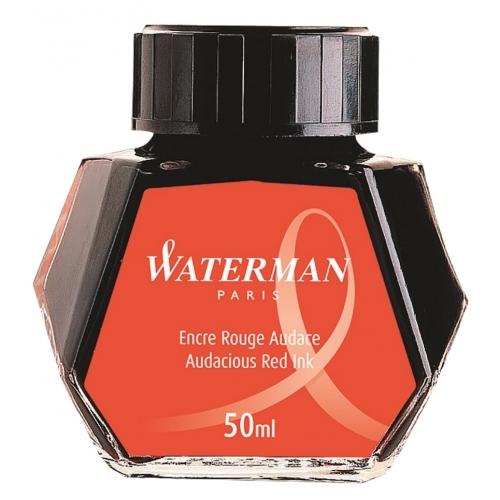 WATERMAN
PARIS
Encre Rouge Audace
Audacious Red Ink
50ml